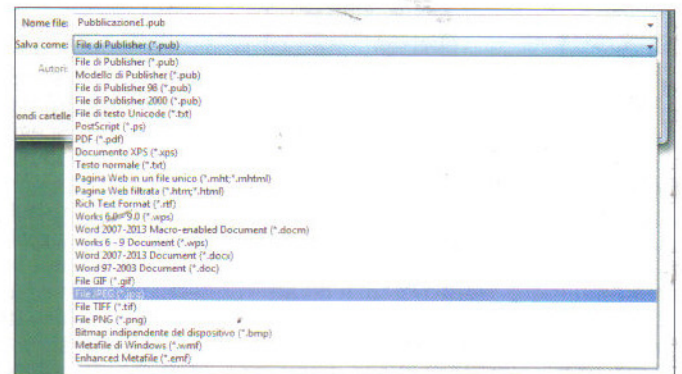 Nome file: Pubblicazione1.pub
Salva come: File di Publisher (*.pub)
Autori:
ondi cartelle
File di Publisher (*.pub)
Modello di Publisher (*.pub)
File di Publisher 98 (*.pub)
File di Publisher 2000 (*.pub)
File di testo Unicode (*.txt)
PostScript (*.ps)
PDF (*.pdf)
Documento XPS (*.xps)
Testo normale (*.txt)
Pagina Web in un file unico (*.mht;*.mhtml)
Pagina Web filtrata (*.htm;*.html)
Rich Text Format (*.rtf)
Works 6.0 - 9.0 (*.wps)
Word 2007-2013 Macro-enabled Document (*.docm)
Works 6 - 9 Document (*.wps)
Word 2007-2013 Document (*.docx)
Word 97-2003 Document (*.doc)
File GIF (*.gif)
File JPEG (*.jpg)
File TIFF (*.tif)
File PNG (*.png)
Bitmap indipendente del dispositivo (*.bmp)
Metafile di Windows (*.wmf)
Enhanced Metafile (*.emf)